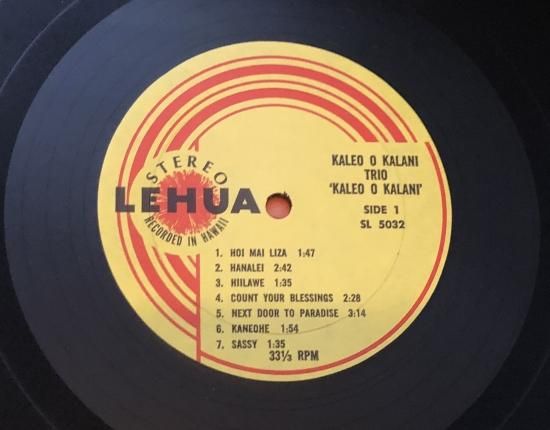 STEREO
LEHUA
RECORDED IN HAWAII
KALEO O KALANI
TRIO
'KALEO O KALANI'
SIDE 1
SL 5032
1. HOI MAI LIZA 1:47
2. HANALEI 2:42
3. HIILAWE 1:35
4. COUNT YOUR BLESSINGS 2:28
5. NEXT DOOR TO PARADISE 3:14
6. KANEOHE 1:54
7. SASSY 1:35
33⅓ RPM